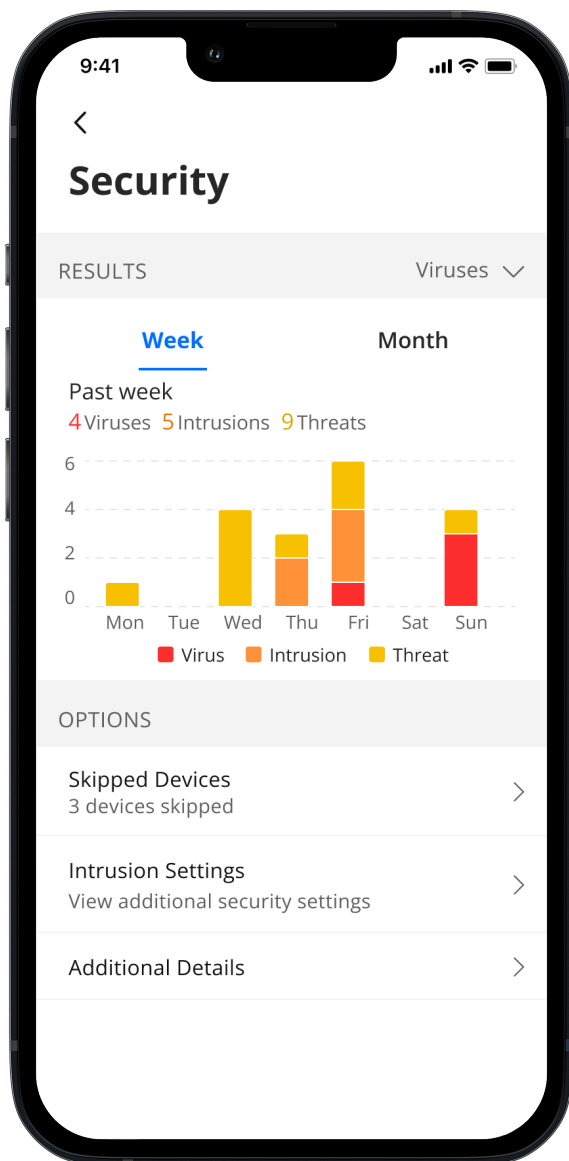 9:41
Security
RESULTS Viruses
Week Month
Past week
4 Viruses 5 Intrusions 9 Threats
6
4
2
0
Mon Tue Wed Thu Fri Sat Sun
Virus Intrusion Threat
OPTIONS
Skipped Devices
3 devices skipped
Intrusion Settings
View additional security settings
Additional Details